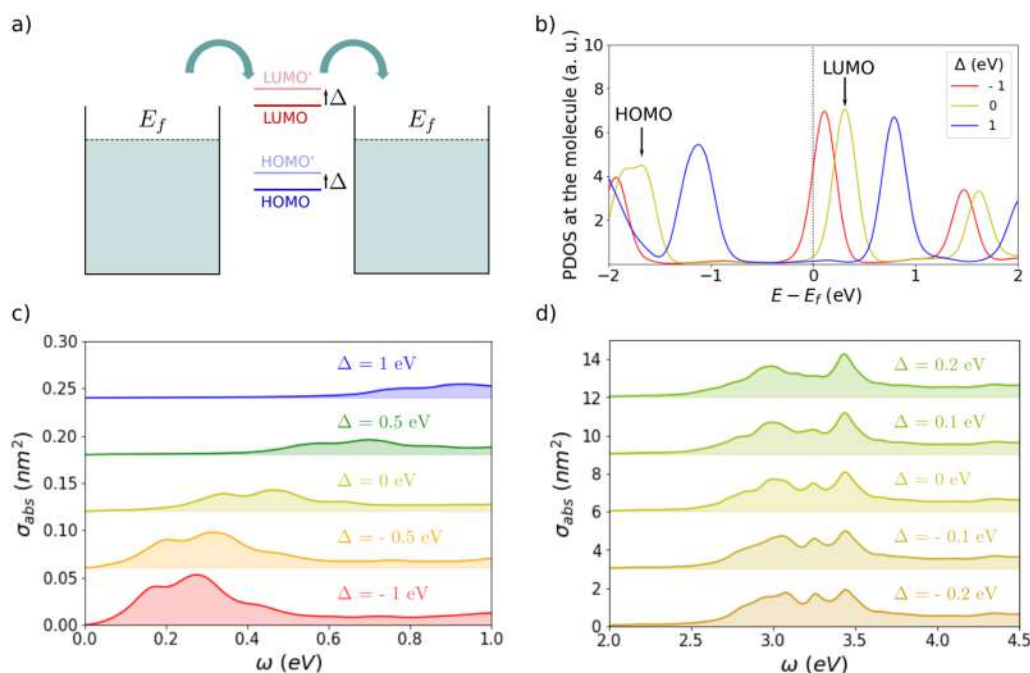 a)
LUMO'
LUMO
Δ
HOMO'
HOMO
Δ
E_f
E_f
b)
PDOS at the molecule (a. u.)
10
8
6
4
2
HOMO
LUMO
Δ (eV)
- 1
0
1
−2
−1
0
1
2
E − E_f (eV)
c)
σ_abs (nm²)
0.30
0.25
0.20
0.15
0.10
0.05
0.00
Δ = 1 eV
Δ = 0.5 eV
Δ = 0 eV
Δ = - 0.5 eV
Δ = - 1 eV
0.0
0.2
0.4
0.6
0.8
1.0
ω (eV)
d)
σ_abs (nm²)
14
12
10
8
6
4
2
0
Δ = 0.2 eV
Δ = 0.1 eV
Δ = 0 eV
Δ = - 0.1 eV
Δ = - 0.2 eV
2.0
2.5
3.0
3.5
4.0
4.5
ω (eV)